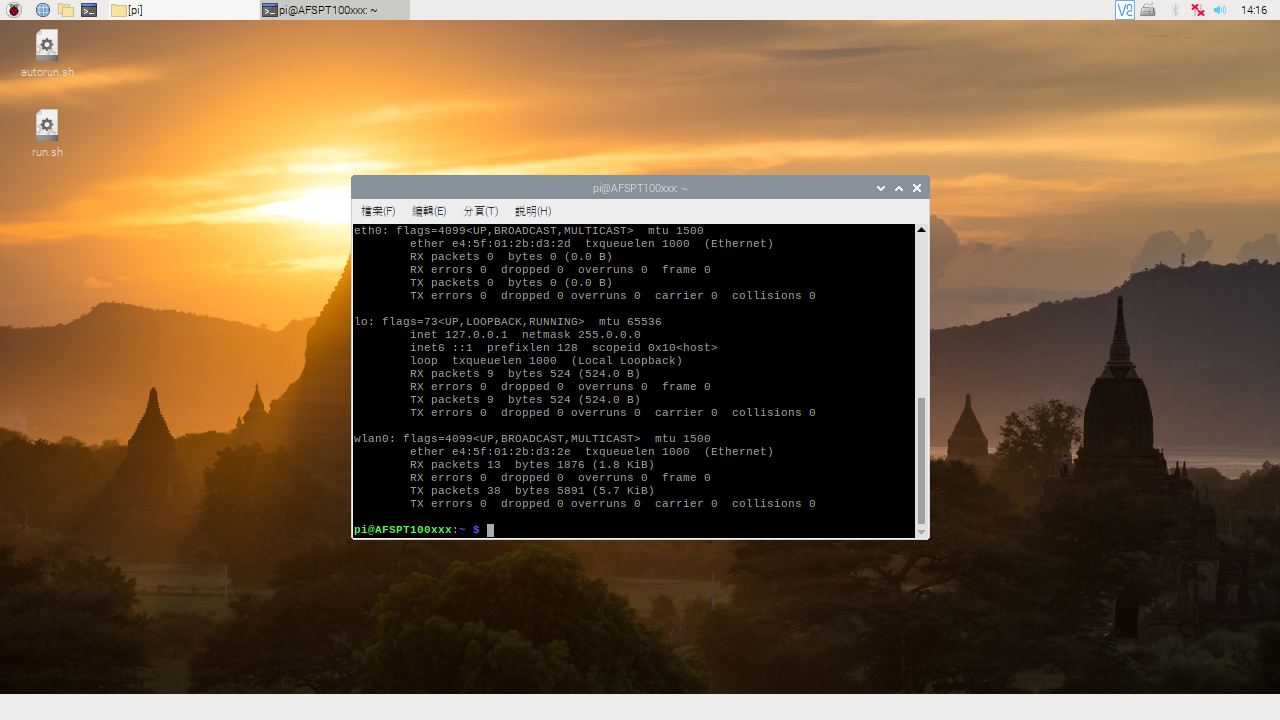 [pi]
pi@AFSPT100xxx: ~
14:16
autorun.sh
run.sh
pi@AFSPT100xxx: ~
檔案(F) 編輯(E) 分頁(T) 說明(H)
eth0: flags=4099<UP,BROADCAST,MULTICAST>  mtu 1500
        ether e4:5f:01:2b:d3:2d  txqueuelen 1000  (Ethernet)
        RX packets 0  bytes 0 (0.0 B)
        RX errors 0  dropped 0  overruns 0  frame 0
        TX packets 0  bytes 0 (0.0 B)
        TX errors 0  dropped 0 overruns 0  carrier 0  collisions 0
lo: flags=73<UP,LOOPBACK,RUNNING>  mtu 65536
        inet 127.0.0.1  netmask 255.0.0.0
        inet6 ::1  prefixlen 128  scopeid 0x10<host>
        loop  txqueuelen 1000  (Local Loopback)
        RX packets 9  bytes 524 (524.0 B)
        RX errors 0  dropped 0  overruns 0  frame 0
        TX packets 9  bytes 524 (524.0 B)
        TX errors 0  dropped 0 overruns 0  carrier 0  collisions 0
wlan0: flags=4099<UP,BROADCAST,MULTICAST>  mtu 1500
        ether e4:5f:01:2b:d3:2e  txqueuelen 1000  (Ethernet)
        RX packets 13  bytes 1876 (1.8 KiB)
        RX errors 0  dropped 0  overruns 0  frame 0
        TX packets 38  bytes 5891 (5.7 KiB)
        TX errors 0  dropped 0 overruns 0  carrier 0  collisions 0
pi@AFSPT100xxx:~ $